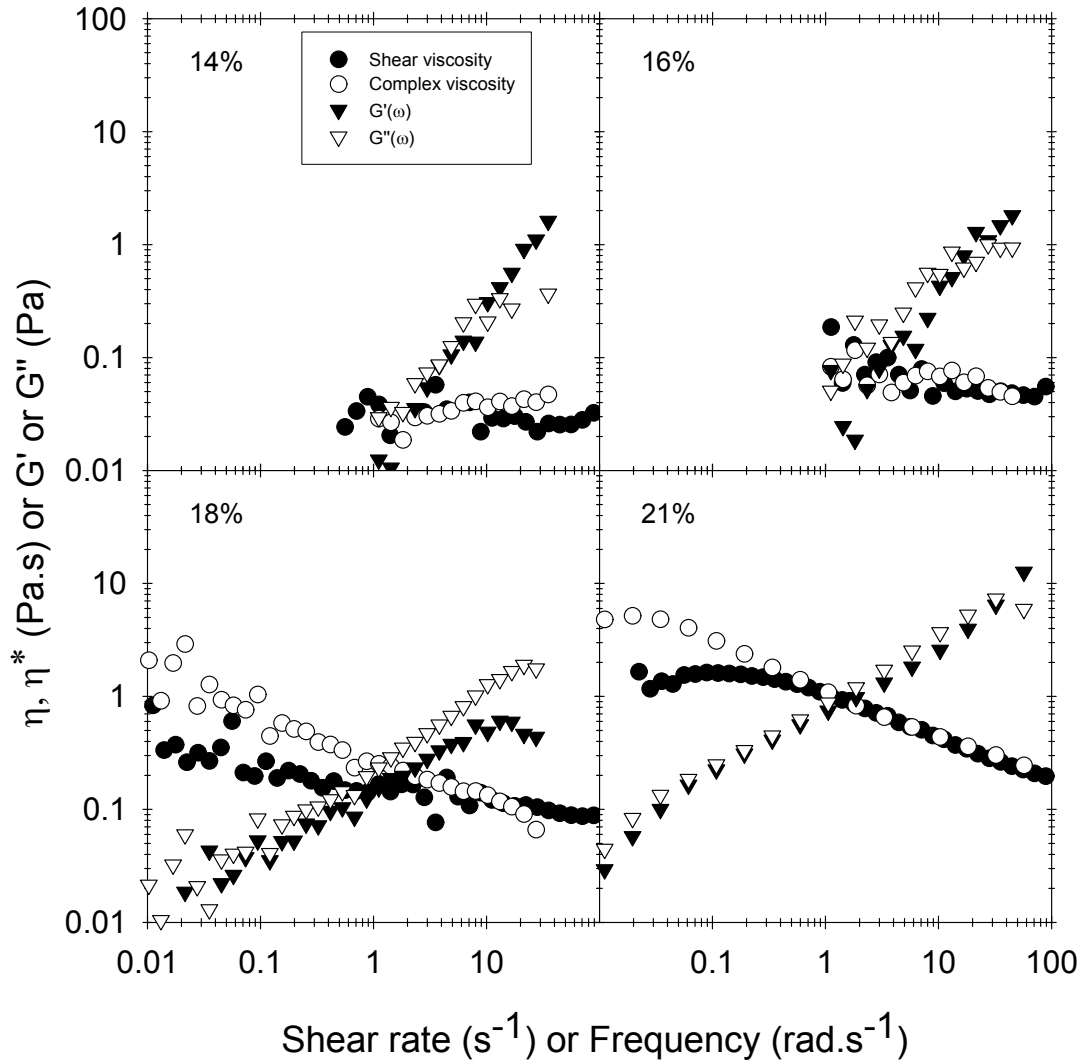 100
10
1
0.1
0.01
10
1
0.1
0.01
η, η* (Pa.s) or G' or G" (Pa)
14%
Shear viscosity
Complex viscosity
G'(ω)
G"(ω)
16%
18%
21%
0.01 0.1 1 10 0.1 1 10 100
Shear rate (s⁻¹) or Frequency (rad.s⁻¹)